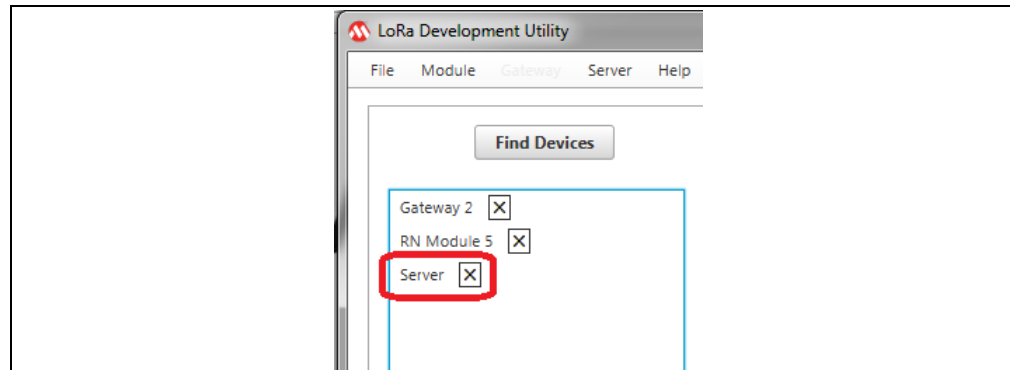 LoRa Development Utility
File Module Gateway Server Help
Find Devices
Gateway 2
RN Module 5
Server